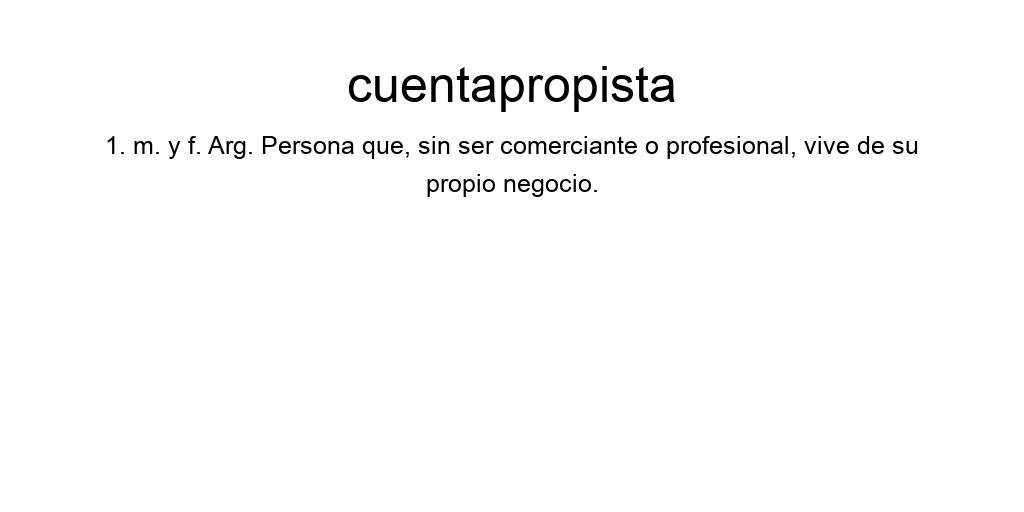 cuentapropista
1. m. y f. Arg. Persona que, sin ser comerciante o profesional, vive de su
propio negocio.